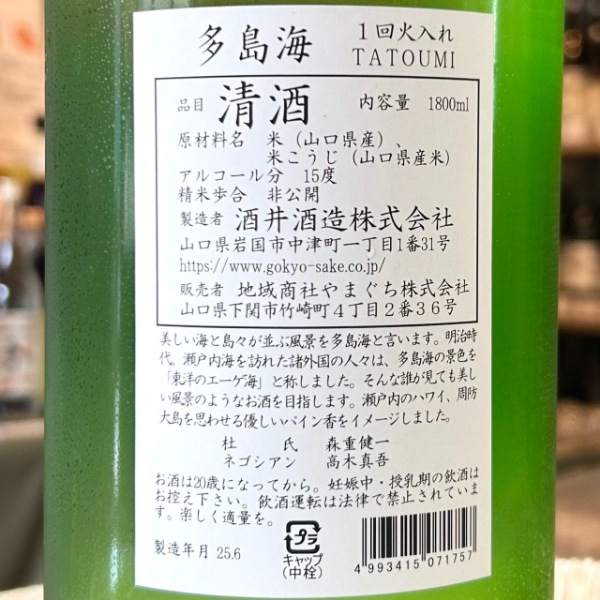 多島海 1回火入れ
TATOUMI
品目 清酒 内容量 1800ml
原材料名 米(山口県産)、
米こうじ(山口県産米)
アルコール分 15度
精米歩合 非公開
製造者 酒井酒造株式会社
山口県岩国市中津町一丁目1番31号
https://www.gokyo-sake.co.jp/
販売者 地域商社やまぐち株式会社
山口県下関市竹崎町4丁目2番36号
美しい海と島々が並ぶ風景を多島海と言います。明治時
代、瀬戸内海を訪れた諸外国の人々は、多島海の景色を
「東洋のエーゲ海」と称しました。そんな誰が見ても美し
い風景のようなお酒を目指します。瀬戸内のハワイ、周防
大島を思わせる優しいパイン香をイメージしました。
杜氏 森重健一
ネゴシアン 高木真吾
お酒は20歳になってから。妊娠中・授乳期の飲酒は
お控え下さい。飲酒運転は法律で禁止されていま
す。楽しく適量を。
製造年月 25.6
プラ
キャップ
(中栓)
4 993415 071757